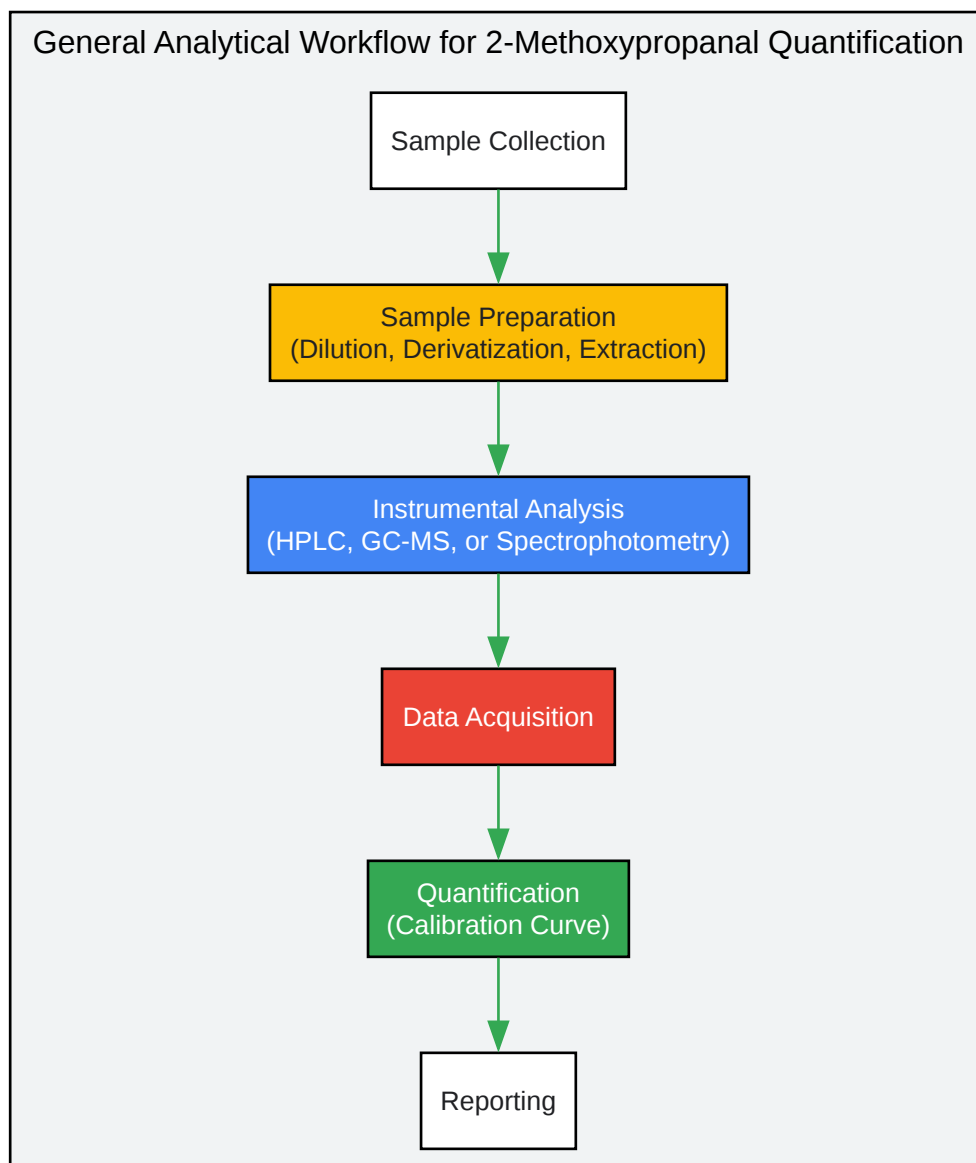 General Analytical Workflow for 2-Methoxypropanal Quantification
Sample Collection
Sample Preparation
(Dilution, Derivatization, Extraction)
Instrumental Analysis
(HPLC, GC-MS, or Spectrophotometry)
Data Acquisition
Quantification
(Calibration Curve)
Reporting